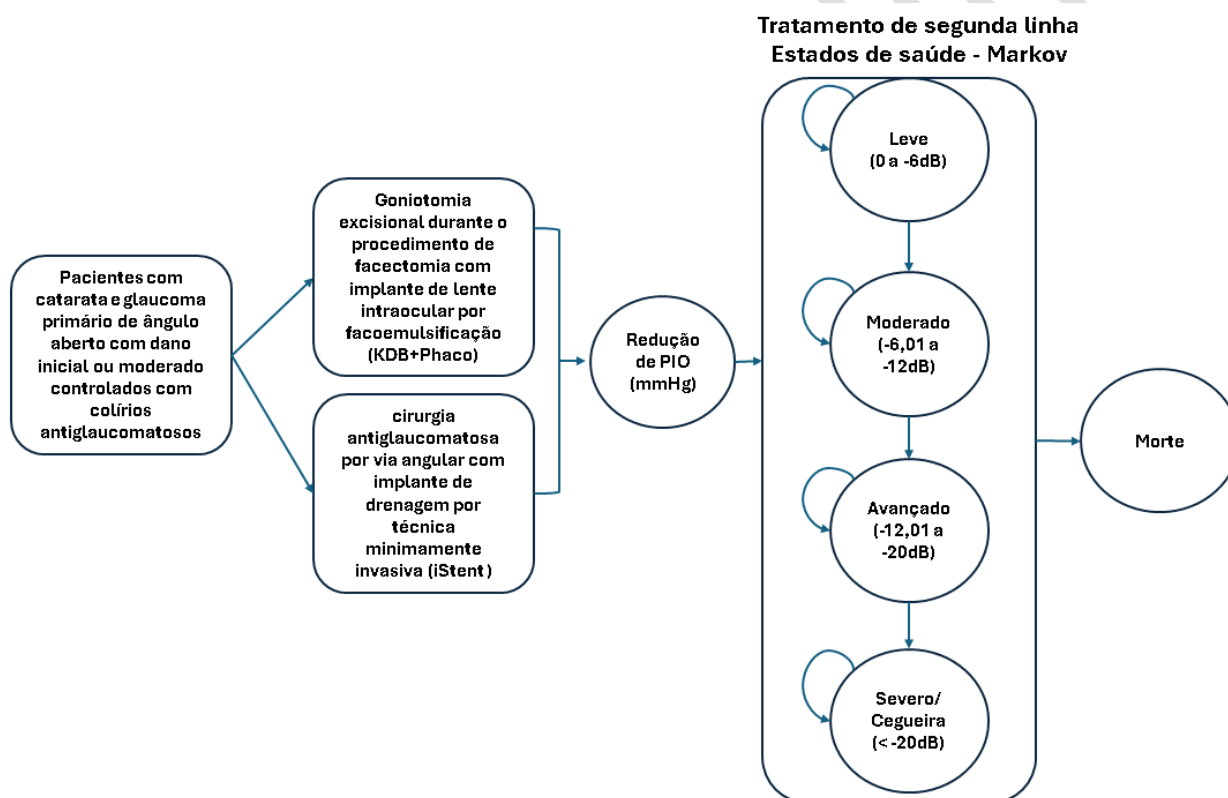 Tratamento de segunda linha
Estados de saúde - Markov
Pacientes com
catarata e glaucoma
primário de ângulo
aberto com dano
inicial ou moderado
controlados com
colírios
antiglaucomatosos
Goniotomia
excisional durante o
procedimento de
facectomia com
implante de lente
intraocular por
facoemulsificação
(KDB+Phaco)
cirurgia
antiglaucomatosa
por via angular com
implante de
drenagem por
técnica
minimamente
invasiva (iStent)
Redução
de PIO
(mmHg)
Leve
(0 a -6dB)
Moderado
(-6,01 a
-12dB)
Avançado
(-12,01 a
-20dB)
Severo/
Cegueira
(< -20dB)
Morte